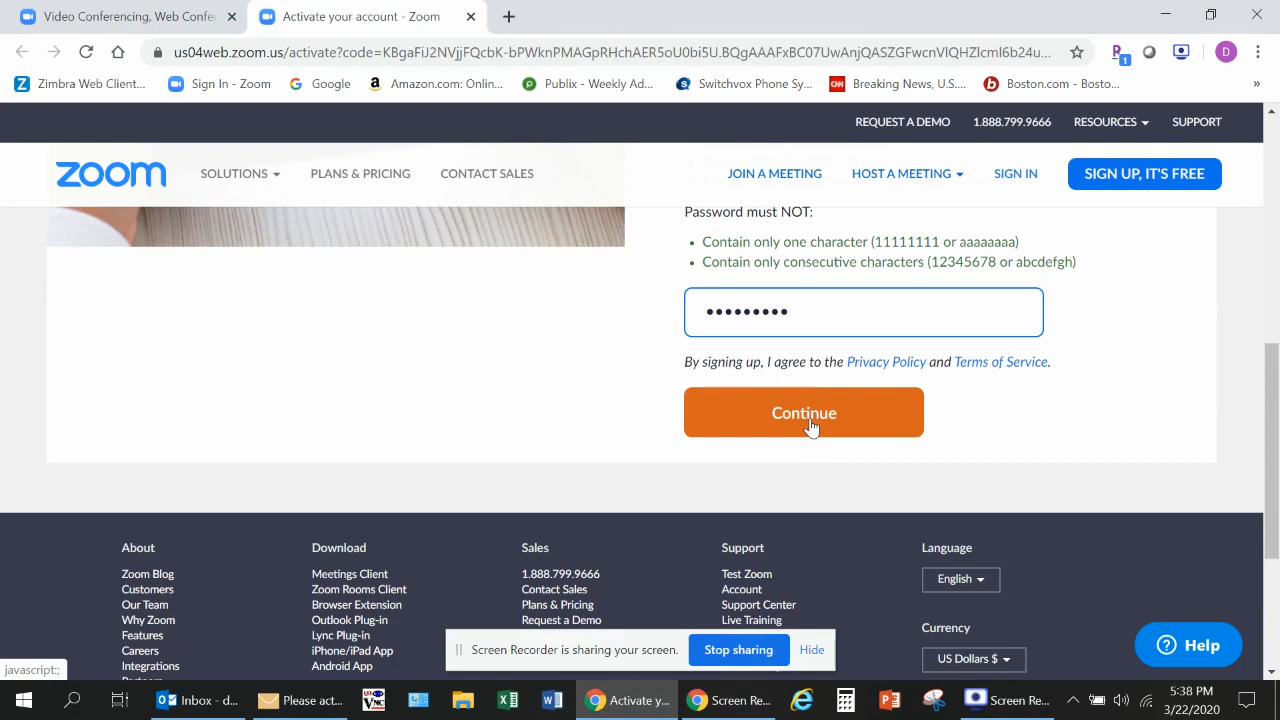 Video Conferencing, Web Confer
Activate your account - Zoom
us04web.zoom.us/activate?code=KBgaFiJ2NVjjFOcbK-bPWknPMAGpRHchAER5oU0bi5U.BQgAAAFxBC07UwAnjQASZGFwcnVlQHZlcml6b24u...
1
D
Zimbra Web Client...
Sign In - Zoom
Google
Amazon.com: Onlin...
Publix - Weekly Ad...
Switchvox Phone Sy...
CNN
Breaking News, U.S....
Boston.com - Bosto...
»
REQUEST A DEMO
1.888.799.9666
RESOURCES
SUPPORT
zoom
SOLUTIONS
PLANS & PRICING
CONTACT SALES
JOIN A MEETING
HOST A MEETING
SIGN IN
SIGN UP, IT'S FREE
Password must NOT:
• Contain only one character (11111111 or aaaaaaaa)
• Contain only consecutive characters (12345678 or abcdefgh)
•••••••••
By signing up, I agree to the Privacy Policy and Terms of Service.
Continue
About
Zoom Blog
Customers
Our Team
Why Zoom
Features
Careers
Integrations
Download
Meetings Client
Zoom Rooms Client
Browser Extension
Outlook Plug-in
Lync Plug-in
iPhone/iPad App
Android App
Sales
1.888.799.9666
Contact Sales
Plans & Pricing
Request a Demo
Support
Test Zoom
Account
Support Center
Live Training
Language
English
Currency
US Dollars $
Screen Recorder is sharing your screen.
Stop sharing
Hide
Help
javascript:;
Inbox - d...
Please act...
Activate y...
Screen Re...
Screen Re...
5:38 PM
3/22/2020